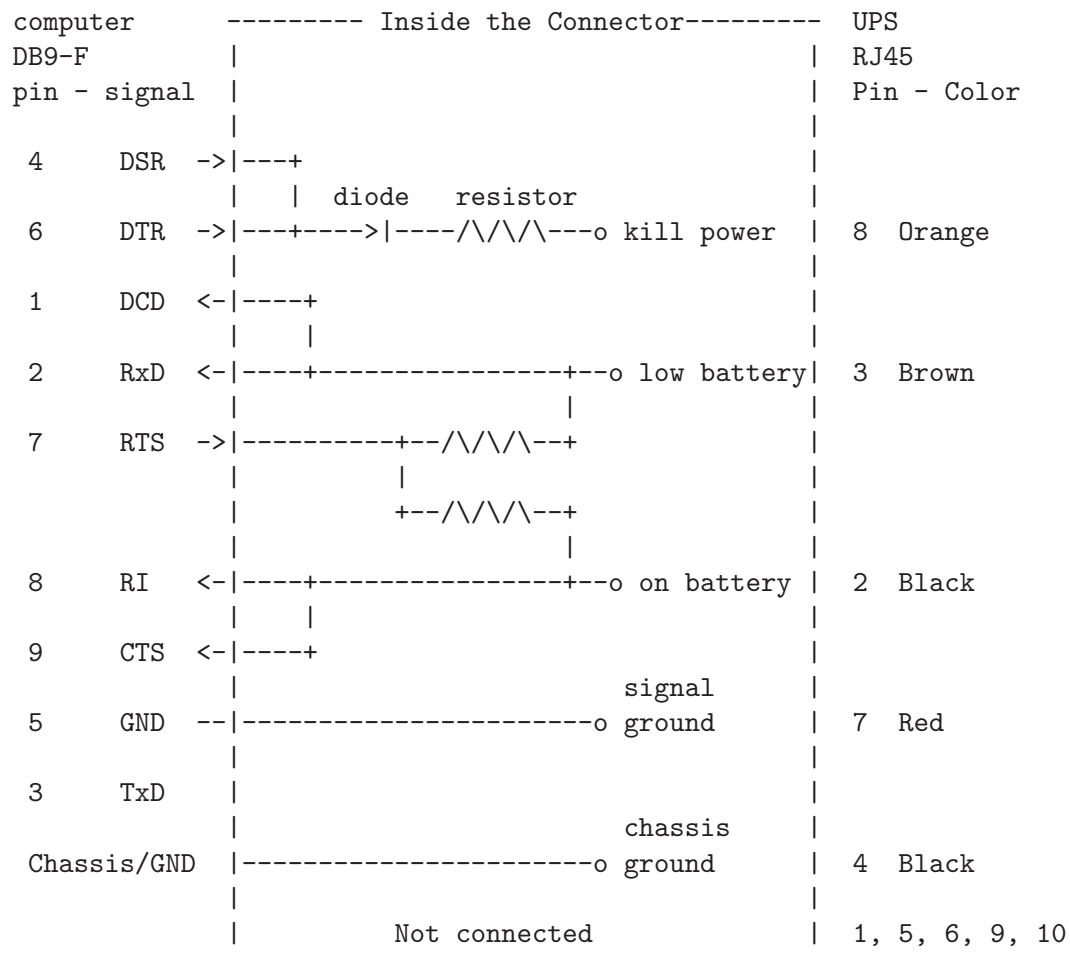 computer      --------- Inside the Connector---------  UPS
DB9-F         |                                     |  RJ45
pin - signal  |                                     |  Pin - Color
              |                                     |
 4     DSR  ->|---+                                 |
              |   |  diode   resistor               |
 6     DTR  ->|---+---->|----/\/\/\---o kill power  |  8  Orange
              |                                     |
 1     DCD  <-|----+                                |
              |    |                                |
 2     RxD  <-|----+----------------+--o low battery|  3  Brown
              |                     |               |
 7     RTS  ->|----------+--/\/\/\--+               |
              |          |                          |
              |          +--/\/\/\--+               |
              |                     |               |
 8     RI   <-|----+----------------+--o on battery |  2  Black
              |    |                                |
 9     CTS  <-|----+                                |
              |                         signal      |
 5     GND  --|-----------------------o ground      |  7  Red
              |                                     |
 3     TxD    |                                     |
              |                         chassis     |
 Chassis/GND  |-----------------------o ground      |  4  Black
              |                                     |
              |          Not connected              |  1, 5, 6, 9, 10